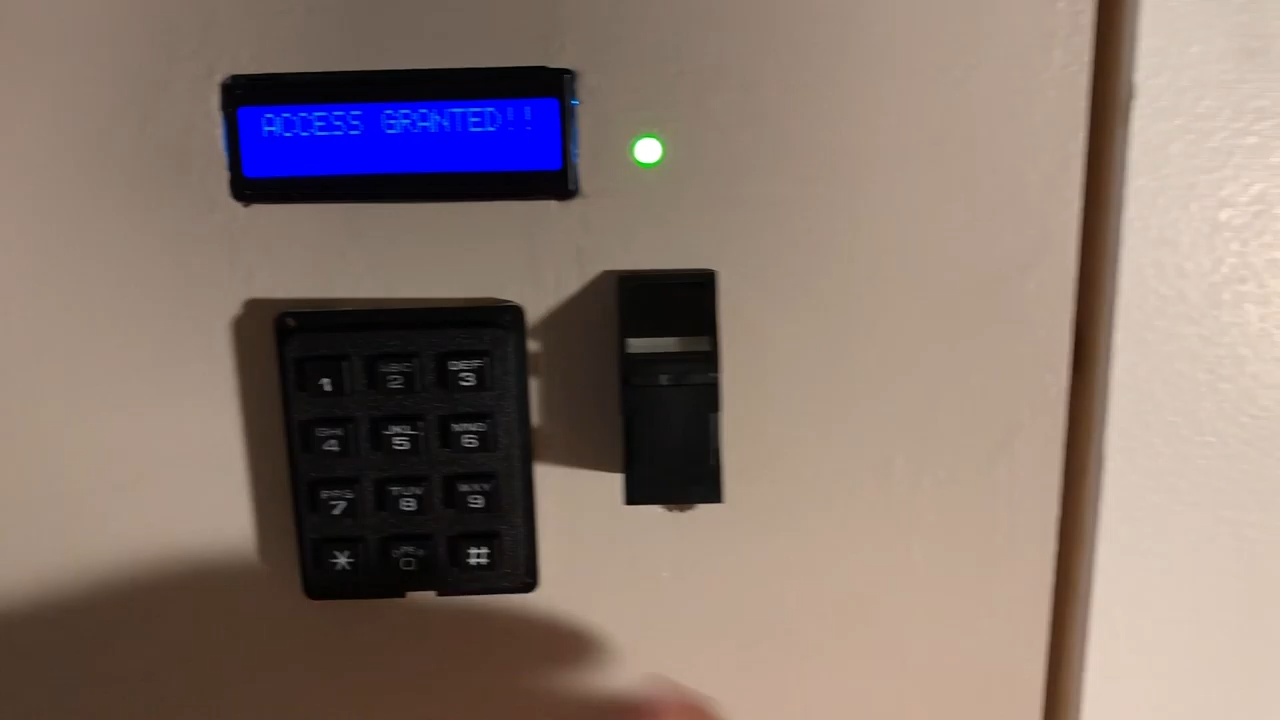 ACCESS GRANTED!!
1
ABC
2
DEF
3
GHI
4
JKL
5
MNO
6
PRS
7
TUV
8
WXY
9
*
OPER
0
#